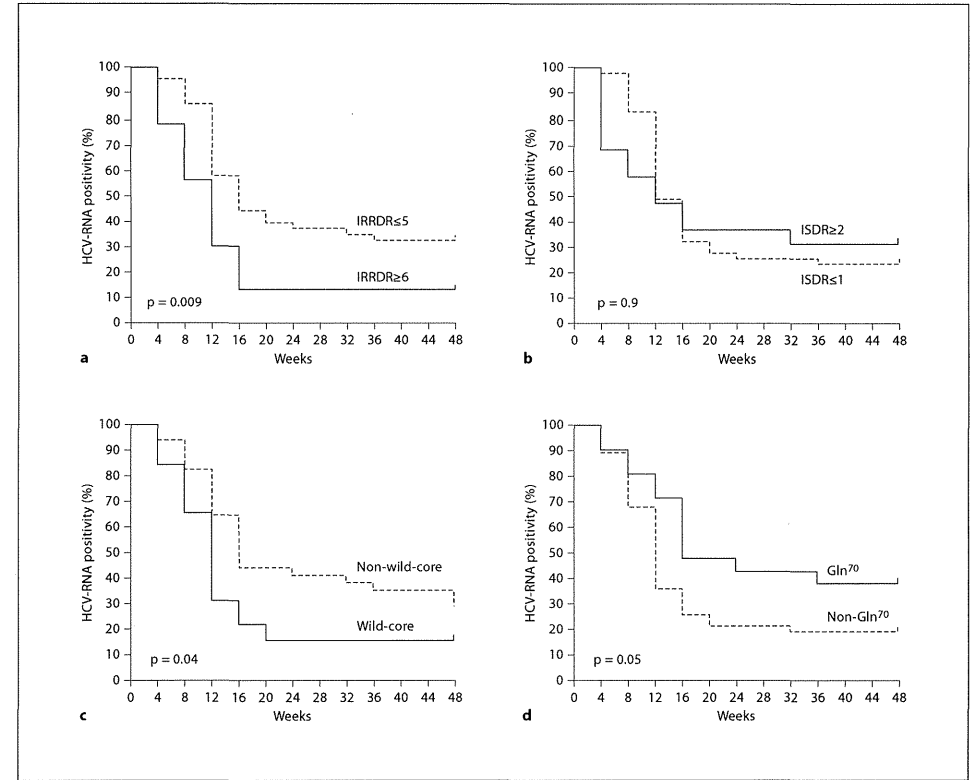 100
90
80
70
60
50
40
30
20
10
0
HCV-RNA positivity (%)
IRRDR≤5
IRRDR≥6
p = 0.009
0 4 8 12 16 20 24 28 32 36 40 44 48
Weeks
a
100
90
80
70
60
50
40
30
20
10
0
HCV-RNA positivity (%)
ISDR≥2
ISDR≤1
p = 0.9
0 4 8 12 16 20 24 28 32 36 40 44 48
Weeks
b
100
90
80
70
60
50
40
30
20
10
0
HCV-RNA positivity (%)
Non-wild-core
Wild-core
p = 0.04
0 4 8 12 16 20 24 28 32 36 40 44 48
Weeks
c
100
90
80
70
60
50
40
30
20
10
0
HCV-RNA positivity (%)
Gln⁷⁰
Non-Gln⁷⁰
p = 0.05
0 4 8 12 16 20 24 28 32 36 40 44 48
Weeks
d